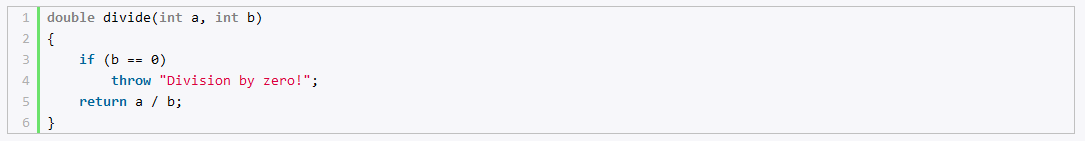 1 double divide(int a, int b)
2 {
3     if (b == 0)
4         throw "Division by zero!";
5     return a / b;
6 }